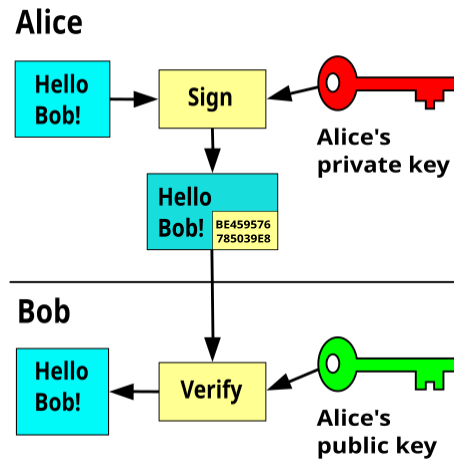 Alice
Hello
Bob!
Sign
Alice's
private key
Hello
Bob!
BE459576
785039E8
Bob
Hello
Bob!
Verify
Alice's
public key